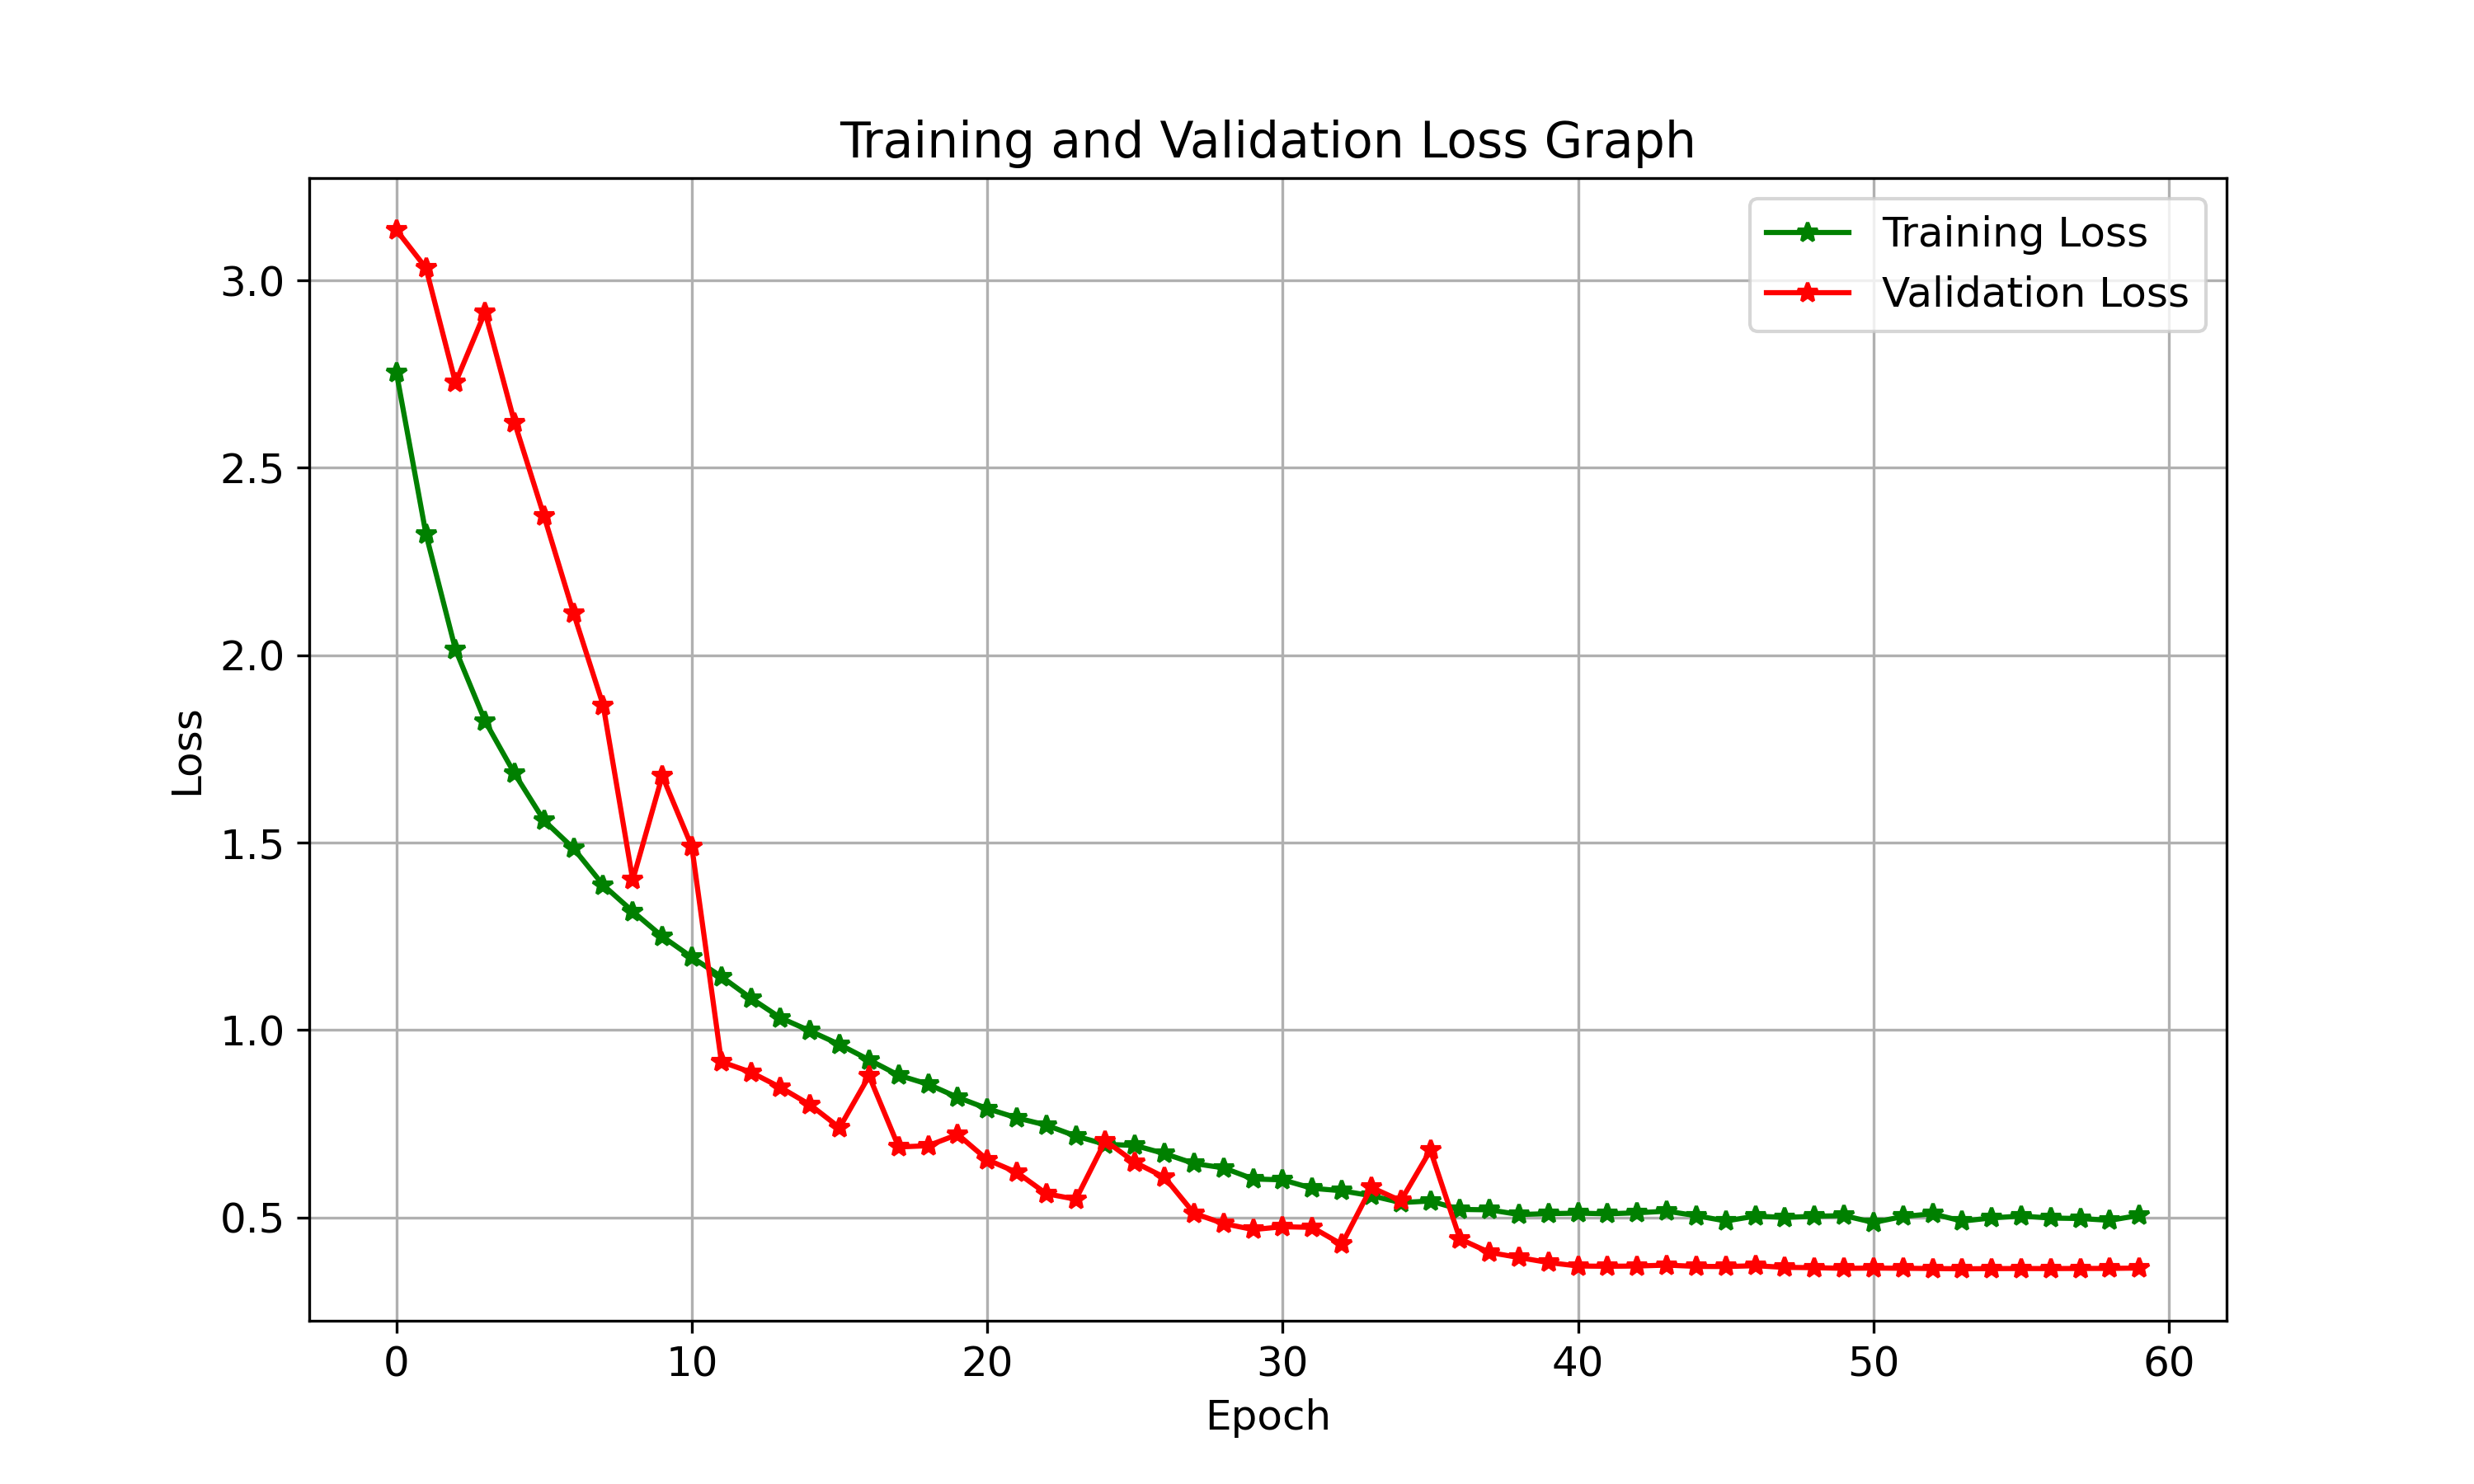 Training and Validation Loss Graph
Training Loss
Validation Loss
3.0
2.5
2.0
1.5
1.0
0.5
Loss
0 10 20 30 40 50 60
Epoch